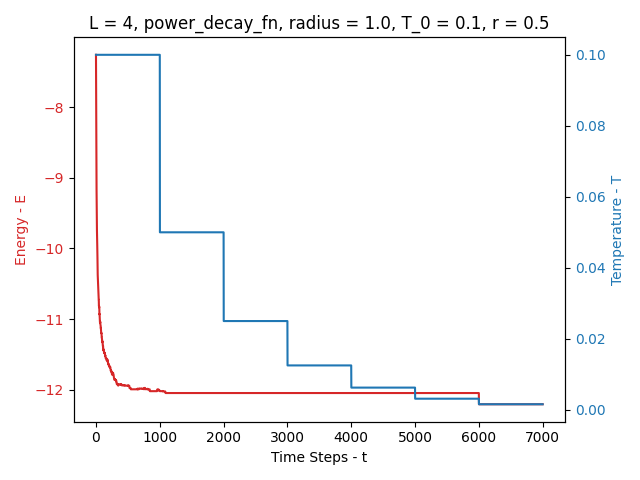 L = 4, power_decay_fn, radius = 1.0, T_0 = 0.1, r = 0.5
Energy - E
−8
−9
−10
−11
−12
0.10
0.08
0.06
0.04
0.02
0.00
Temperature - T
0 1000 2000 3000 4000 5000 6000 7000
Time Steps - t